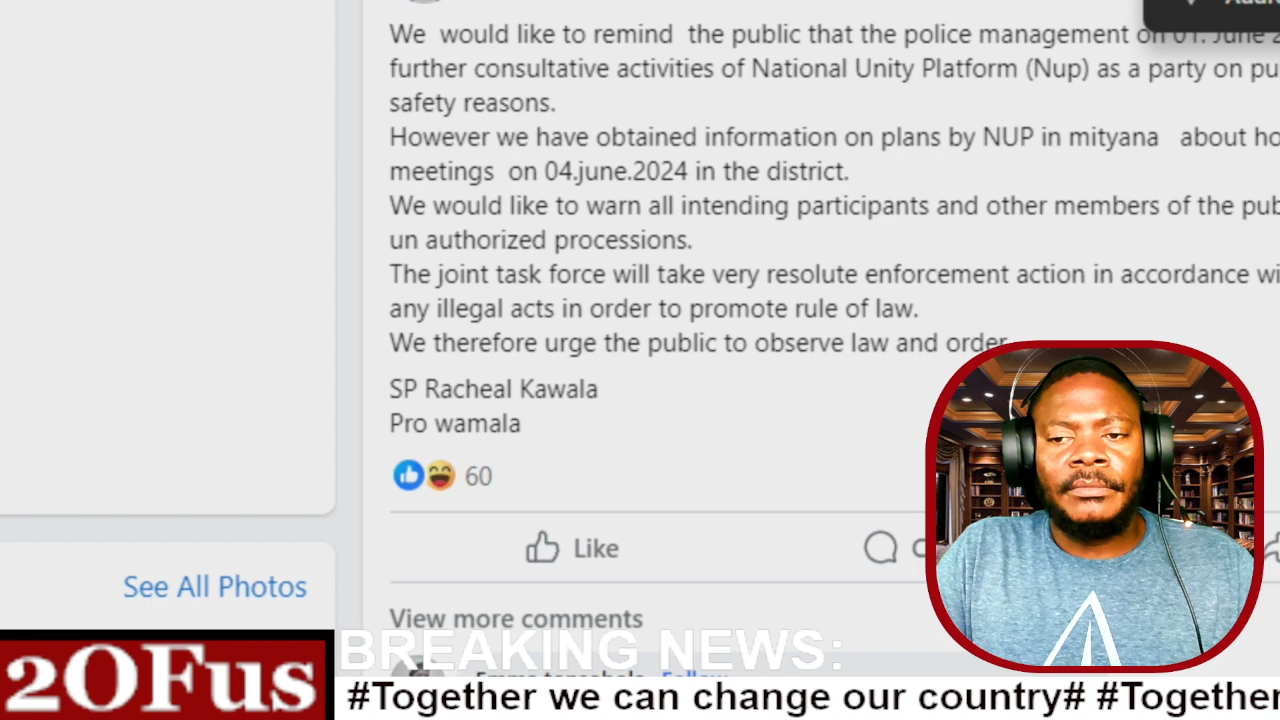 We would like to remind the public that the police management on 01. June
further consultative activities of National Unity Platform (Nup) as a party on
safety reasons.
However we have obtained information on plans by NUP in mityana about
meetings on 04.june.2024 in the district.
We would like to warn all intending participants and other members of the
un authorized processions.
The joint task force will take very resolute enforcement action in accordance
any illegal acts in order to promote rule of law.
We therefore urge the public to observe law and order
SP Racheal Kawala
Pro wamala
60
Like
See All Photos
View more comments
BREAKING NEWS:
2OFus
#Together we can change our country# #Together